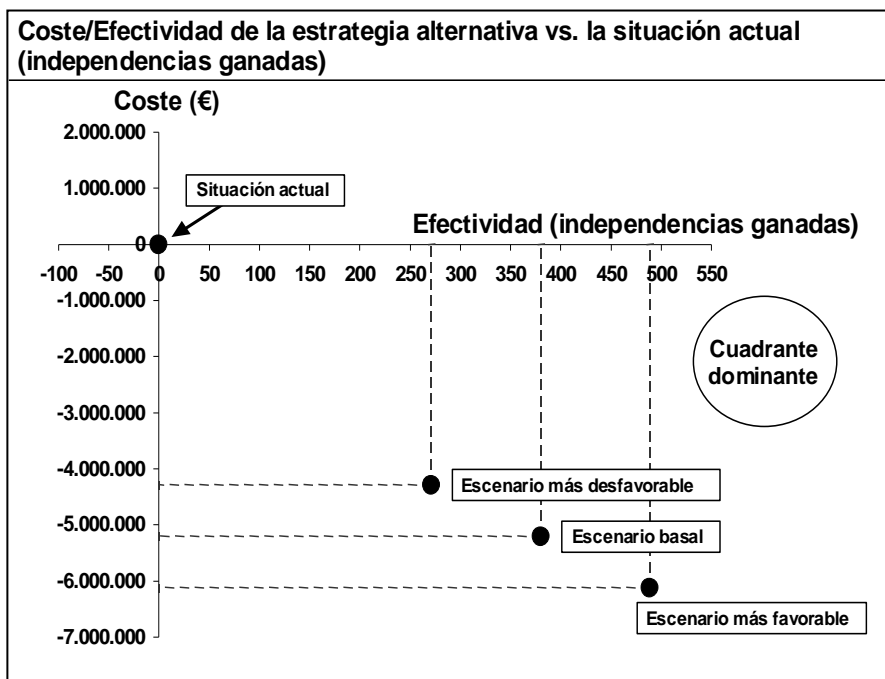 Coste/Efectividad de la estrategia alternativa vs. la situación actual
(independencias ganadas)
Coste (€)
2.000.000
1.000.000
Situación actual
Efectividad (independencias ganadas)
0
-100 -50 0 50 100 150 200 250 300 350 400 450 500 550
-1.000.000
Cuadrante
dominante
-2.000.000
-3.000.000
-4.000.000
Escenario más desfavorable
-5.000.000
Escenario basal
-6.000.000
Escenario más favorable
-7.000.000